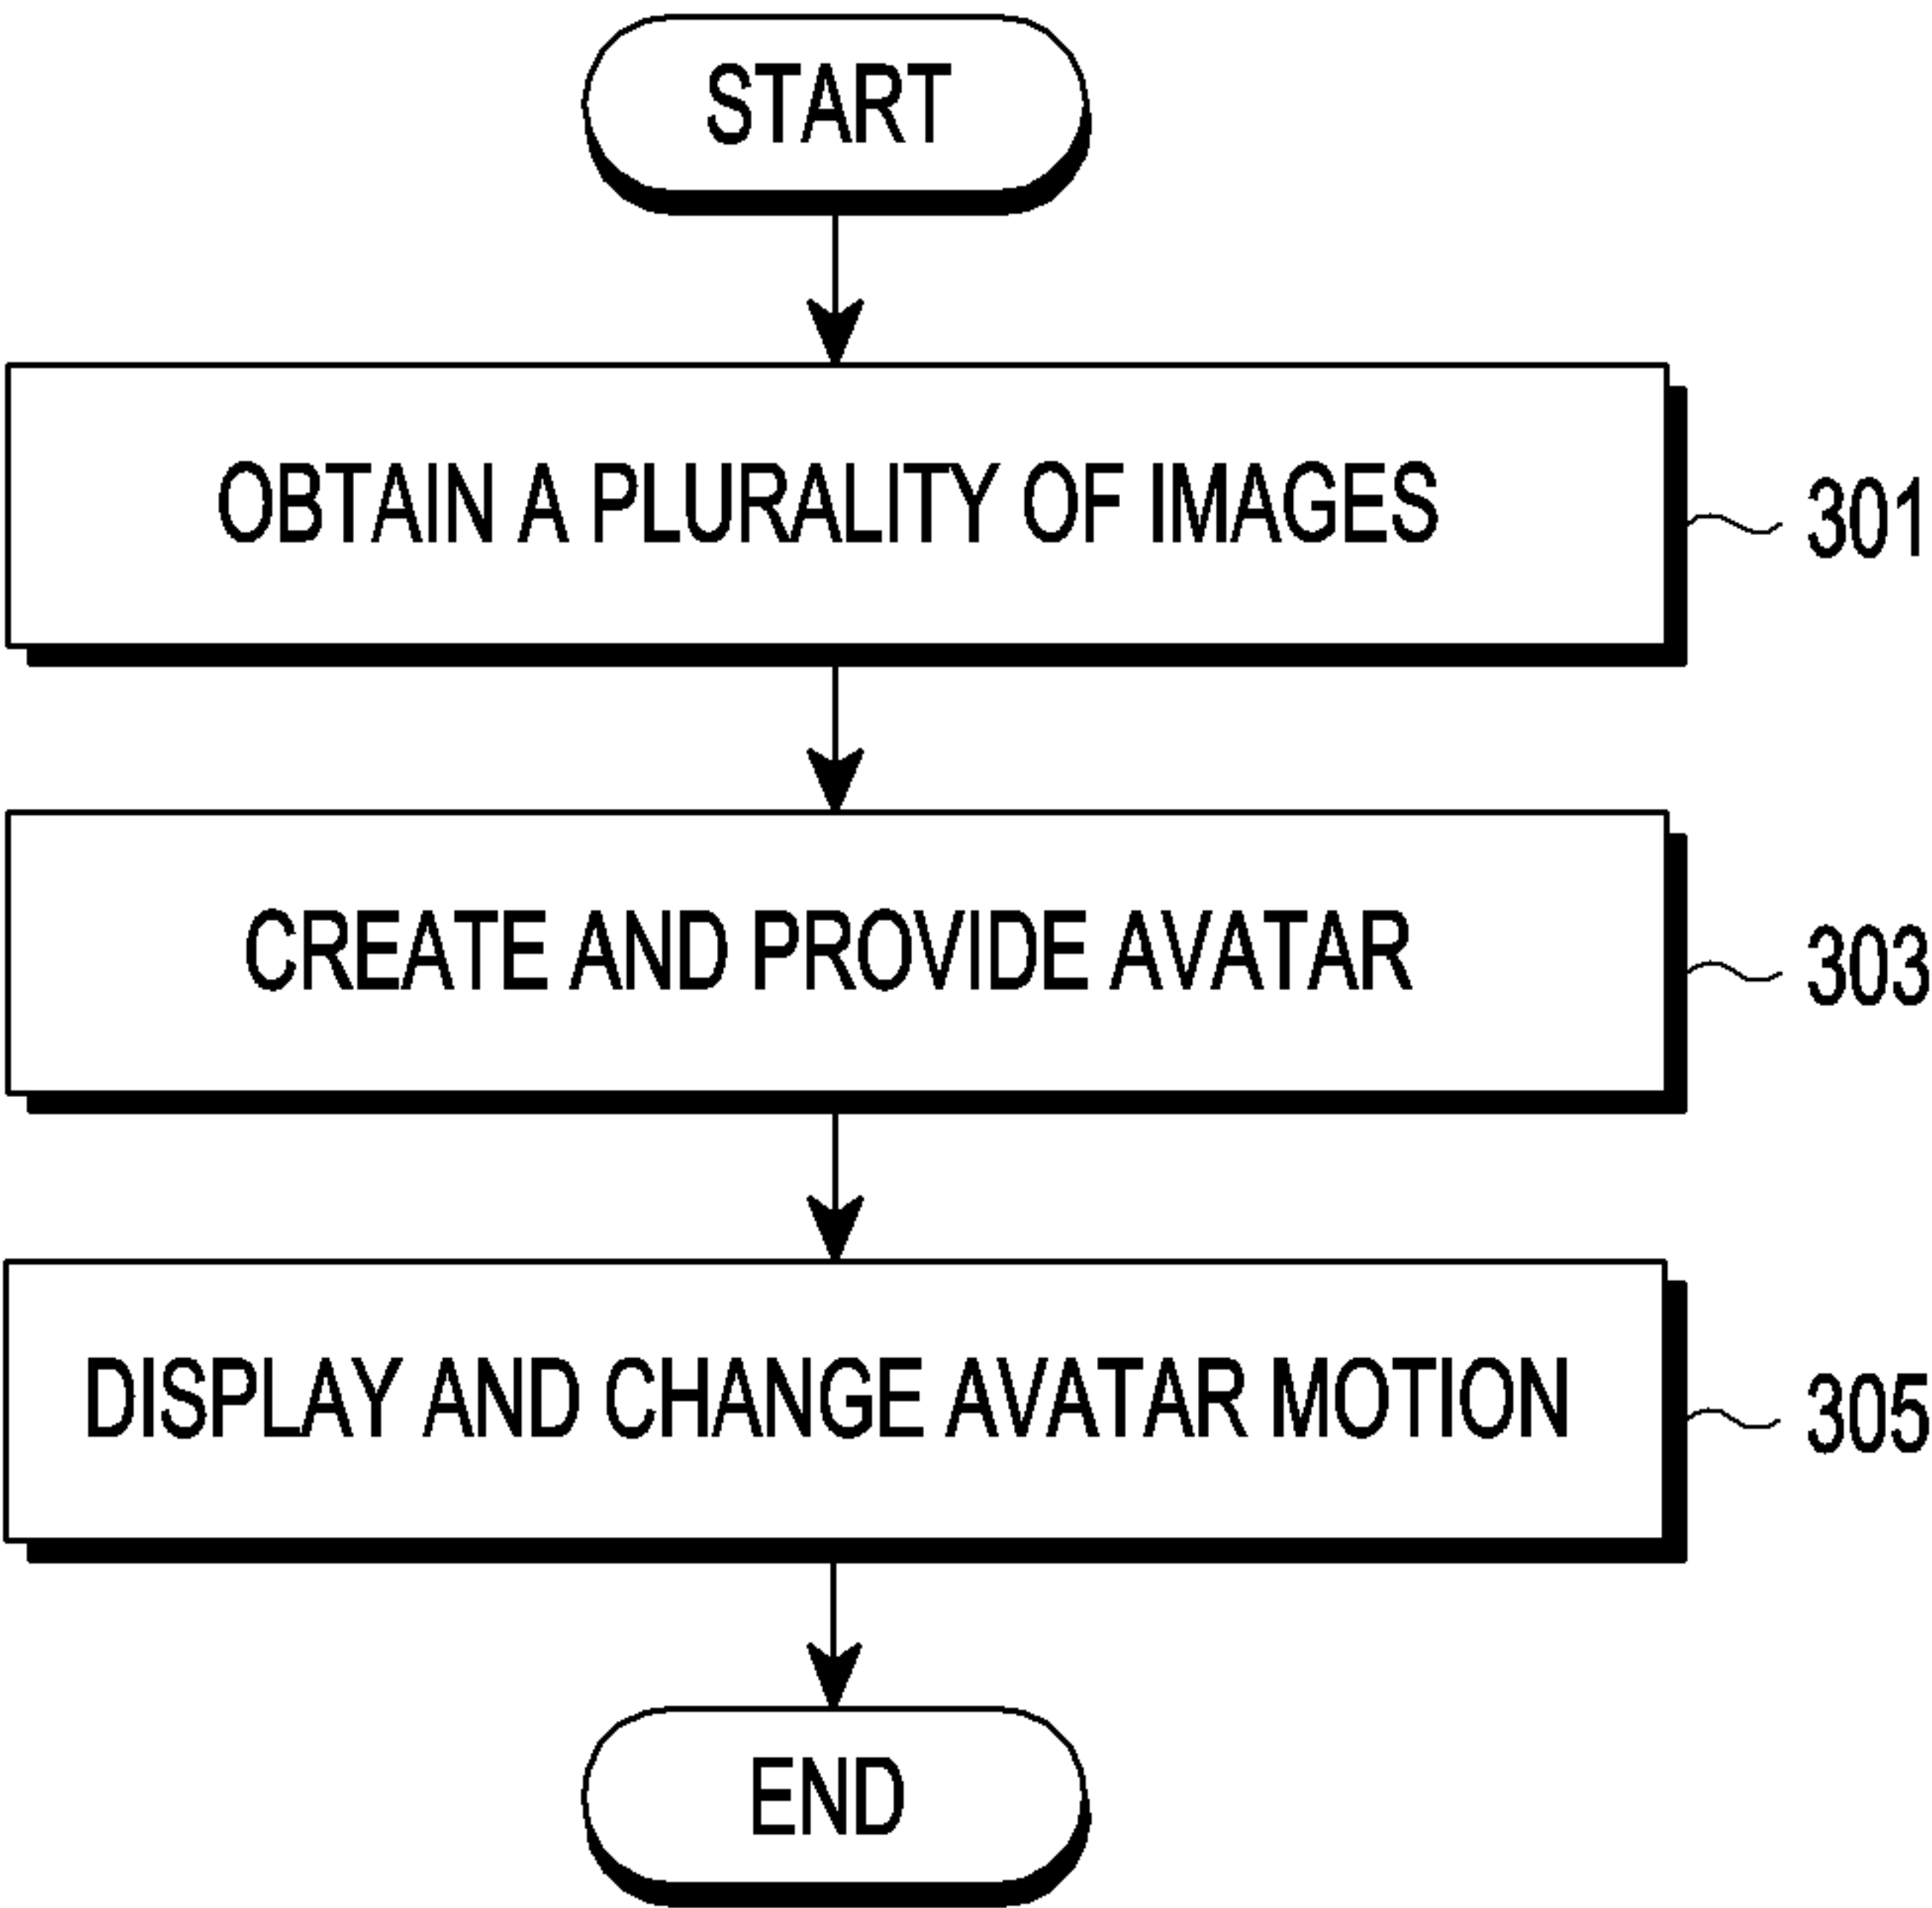 START
OBTAIN A PLURALITY OF IMAGES
301
CREATE AND PROVIDE AVATAR
303
DISPLAY AND CHANGE AVATAR MOTION
305
END